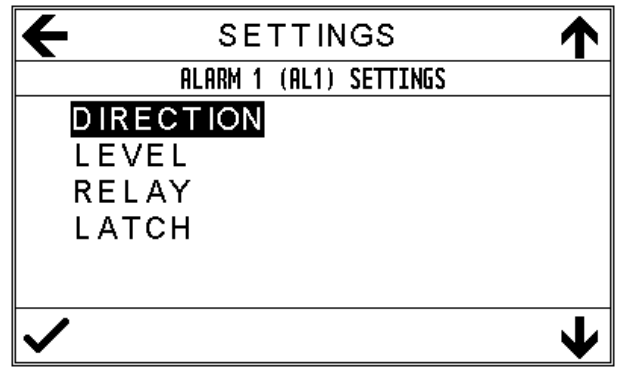 SETTINGS
ALARM 1 (AL1) SETTINGS
DIRECTION
LEVEL
RELAY
LATCH